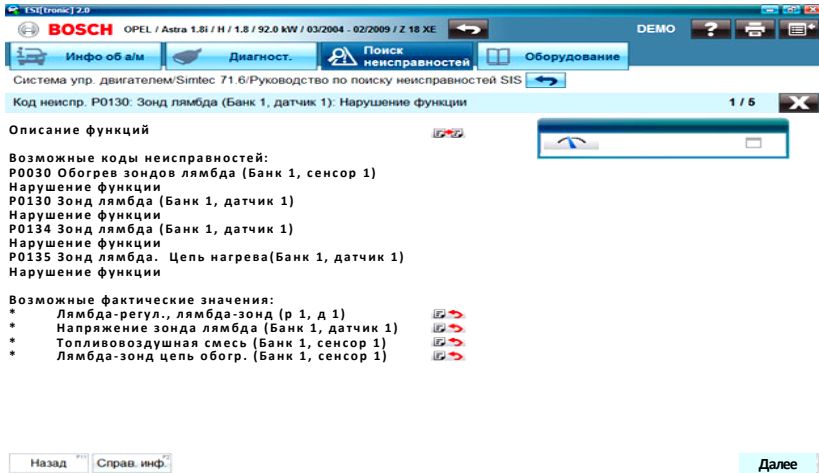 ESI[tronic] 2.0
BOSCH OPEL / Astra 1.8i / H / 1.8 / 92.0 kW / 03/2004 - 02/2009 / Z 18 XE DEMO ?
Инфо об а/м Диагност. Поиск неисправностей Оборудование
Система упр. двигателем/Simtec 71.6/Руководство по поиску неисправностей SIS
Код неиспр. P0130: Зонд лямбда (Банк 1, датчик 1): Нарушение функции 1 / 5 X
Описание функций
Возможные коды неисправностей:
P0030 Обогрев зондов лямбда (Банк 1, сенсор 1)
Нарушение функции
P0130 Зонд лямбда (Банк 1, датчик 1)
Нарушение функции
P0134 Зонд лямбда (Банк 1, датчик 1)
Нарушение функции
P0135 Зонд лямбда. Цепь нагрева(Банк 1, датчик 1)
Нарушение функции
Возможные фактические значения:
* Лямбда-регул., лямбда-зонд (р 1, д 1)
* Напряжение зонда лямбда (Банк 1, датчик 1)
* Топливовоздушная смесь (Банк 1, сенсор 1)
* Лямбда-зонд цепь обогр. (Банк 1, сенсор 1)
Назад F11 Справ. инф. F2 Далее